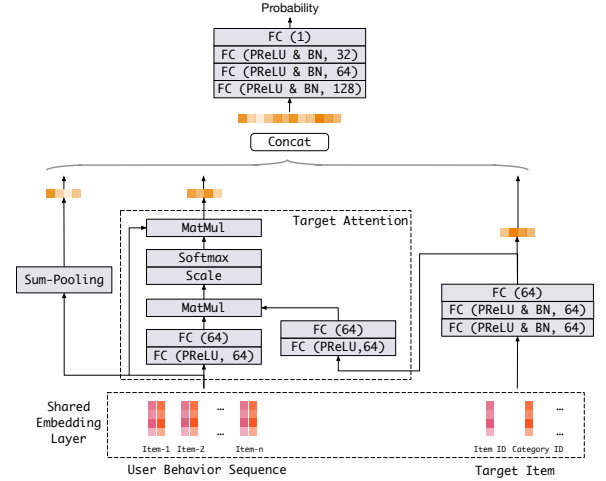 Probability
FC (1)
FC (PReLU & BN, 32)
FC (PReLU & BN, 64)
FC (PReLU & BN, 128)
Concat
Target Attention
MatMul
Softmax
Scale
Sum-Pooling
MatMul
FC (64)
FC (PReLU, 64)
FC (64)
FC (PReLU,64)
FC (64)
FC (PReLU & BN, 64)
FC (PReLU & BN, 64)
Shared
Embedding
Layer
... ...
Item-1 Item-2 Item-n
... ...
Item ID Category ID
User Behavior Sequence
Target Item